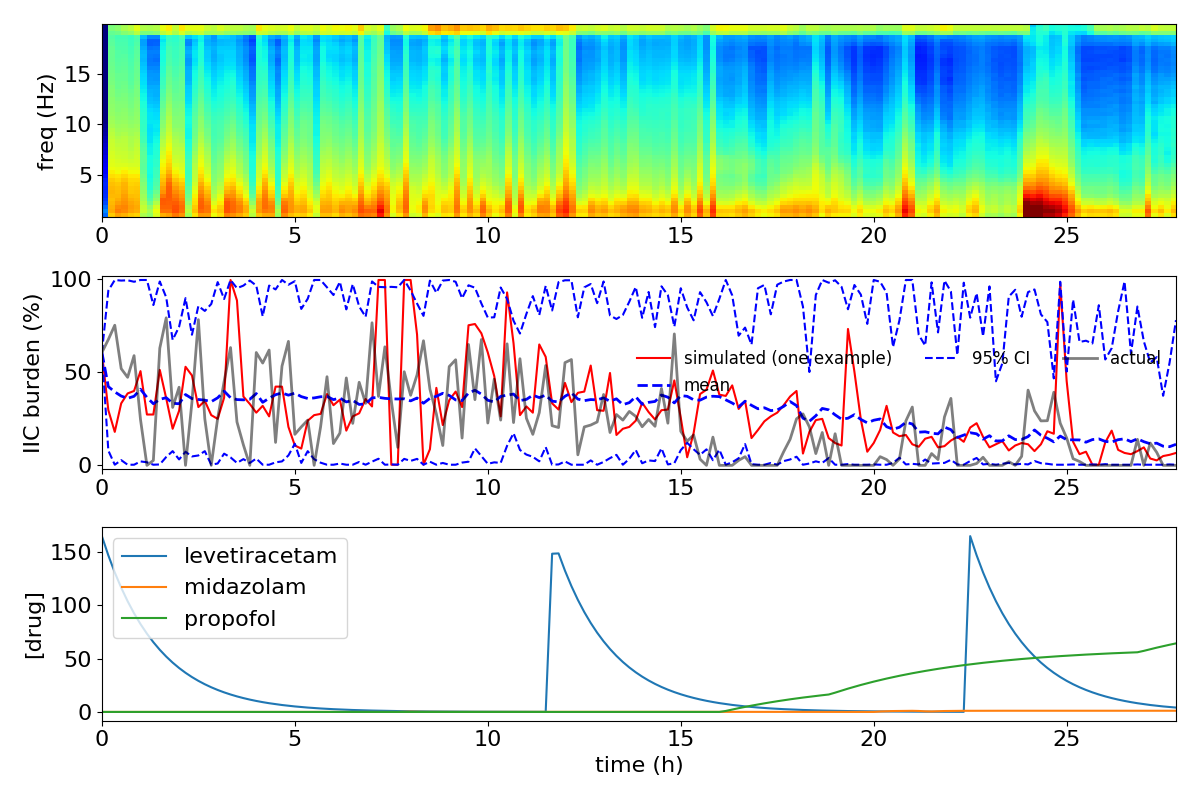 freq (Hz)
15
10
5
0 5 10 15 20 25
IIC burden (%)
100
50
0
simulated (one example) 95% CI actual
mean
0 5 10 15 20 25
[drug]
150
100
50
0
levetiracetam
midazolam
propofol
0 5 10 15 20 25
time (h)